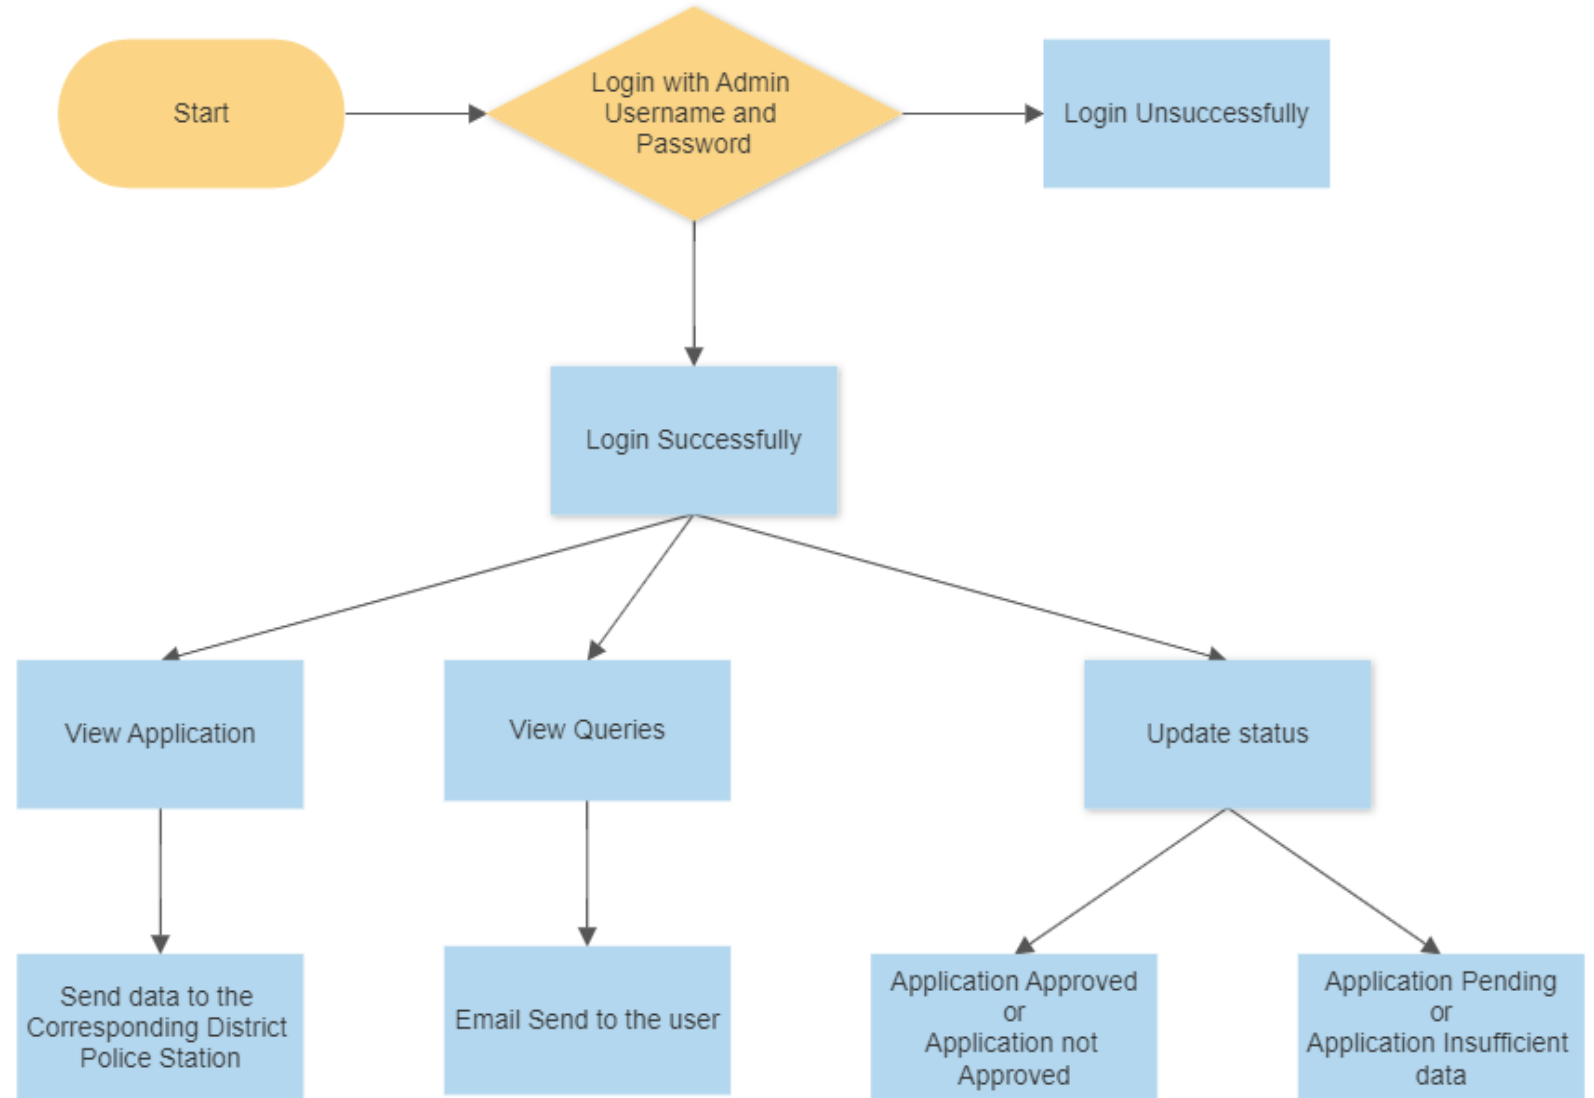 Start
Login with Admin
Username and
Password
Login Unsuccessfully
Login Successfully
View Application
View Queries
Update status
Send data to the
Corresponding District
Police Station
Email Send to the user
Application Approved
or
Application not
Approved
Application Pending
or
Application Insufficient
data